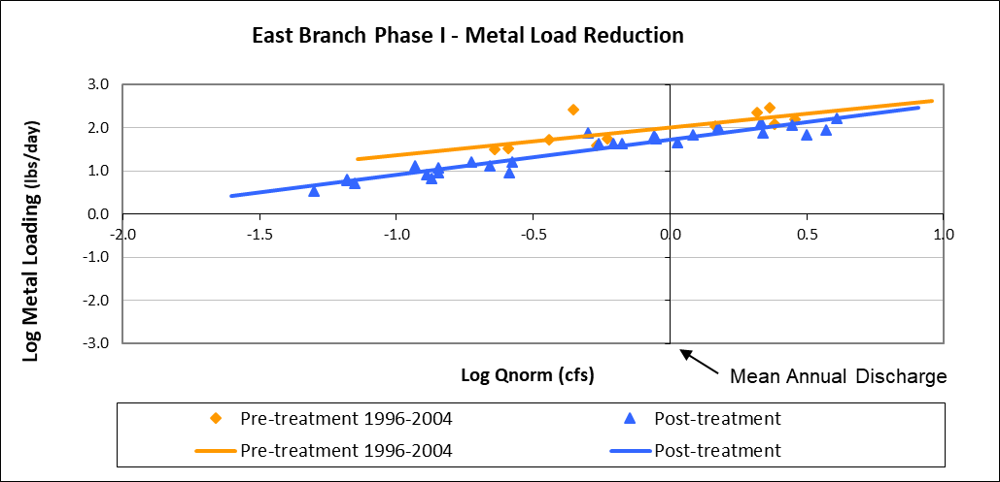 East Branch Phase I - Metal Load Reduction
Log Metal Loading (lbs/day)
3.0
2.0
1.0
0.0
-2.0 -1.5 -1.0 -0.5 0.0 0.5 1.0
-1.0
-2.0
-3.0
Log Qnorm (cfs)
Mean Annual Discharge
Pre-treatment 1996-2004 Post-treatment
Pre-treatment 1996-2004 Post-treatment